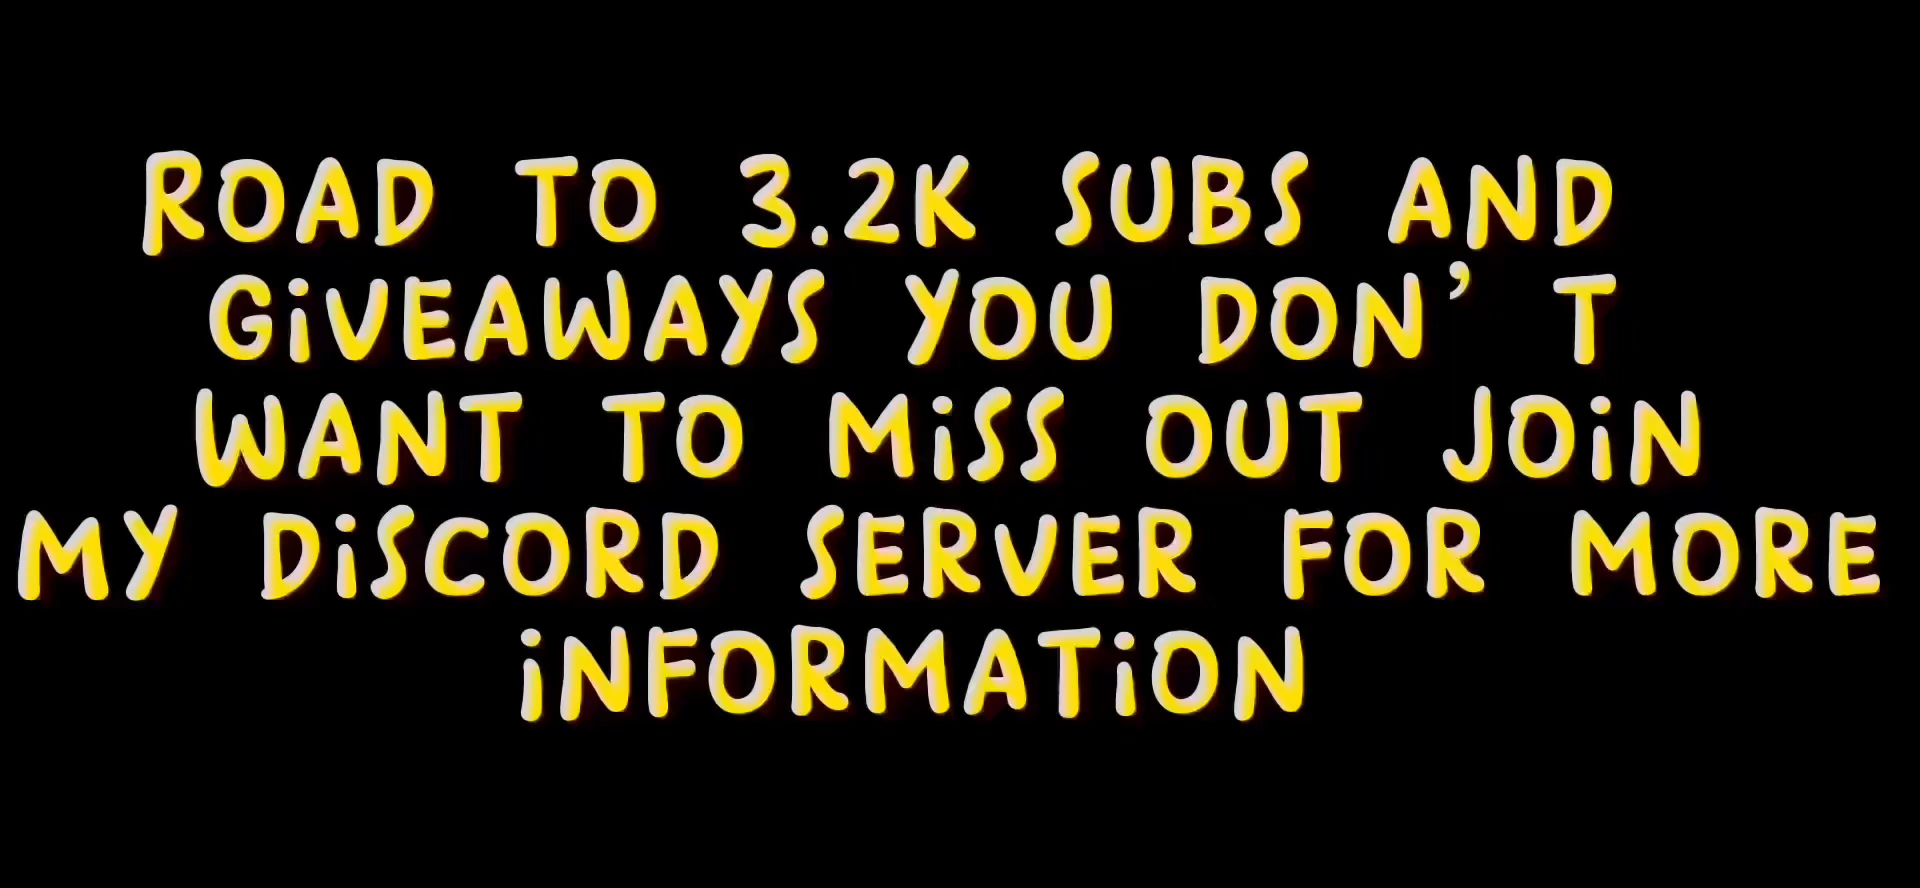 ROAD TO 3.2K SUBS AND
GiVEAWAYS YOU DON' T
WANT TO MiSS OUT JOiN
MY DiSCORD SERVER FOR MORE
iNFORMATiON